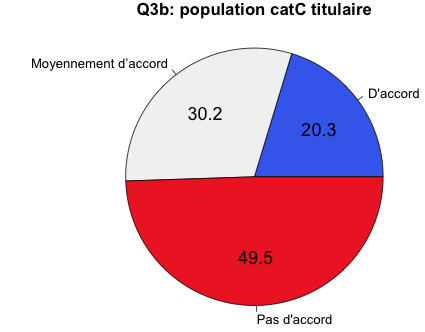 Q3b: population catC titulaire
Moyennement d'accord
D'accord
30.2
20.3
49.5
Pas d'accord